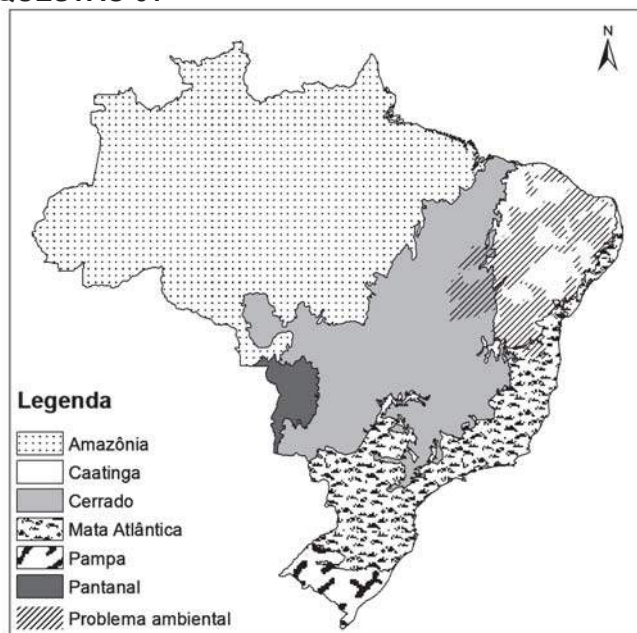 N
Legenda
Amazônia
Caatinga
Cerrado
Mata Atlântica
Pampa
Pantanal
Problema ambiental